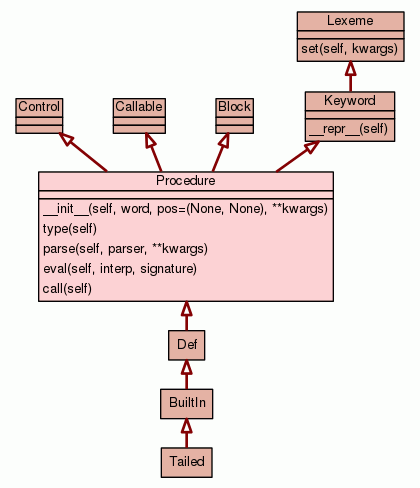 Lexeme
set(self, kwargs)
Control
Callable
Block
Keyword
__repr__(self)
Procedure
__init__(self, word, pos=(None, None), **kwargs)
type(self)
parse(self, parser, **kwargs)
eval(self, interp, signature)
call(self)
Def
BuiltIn
Tailed